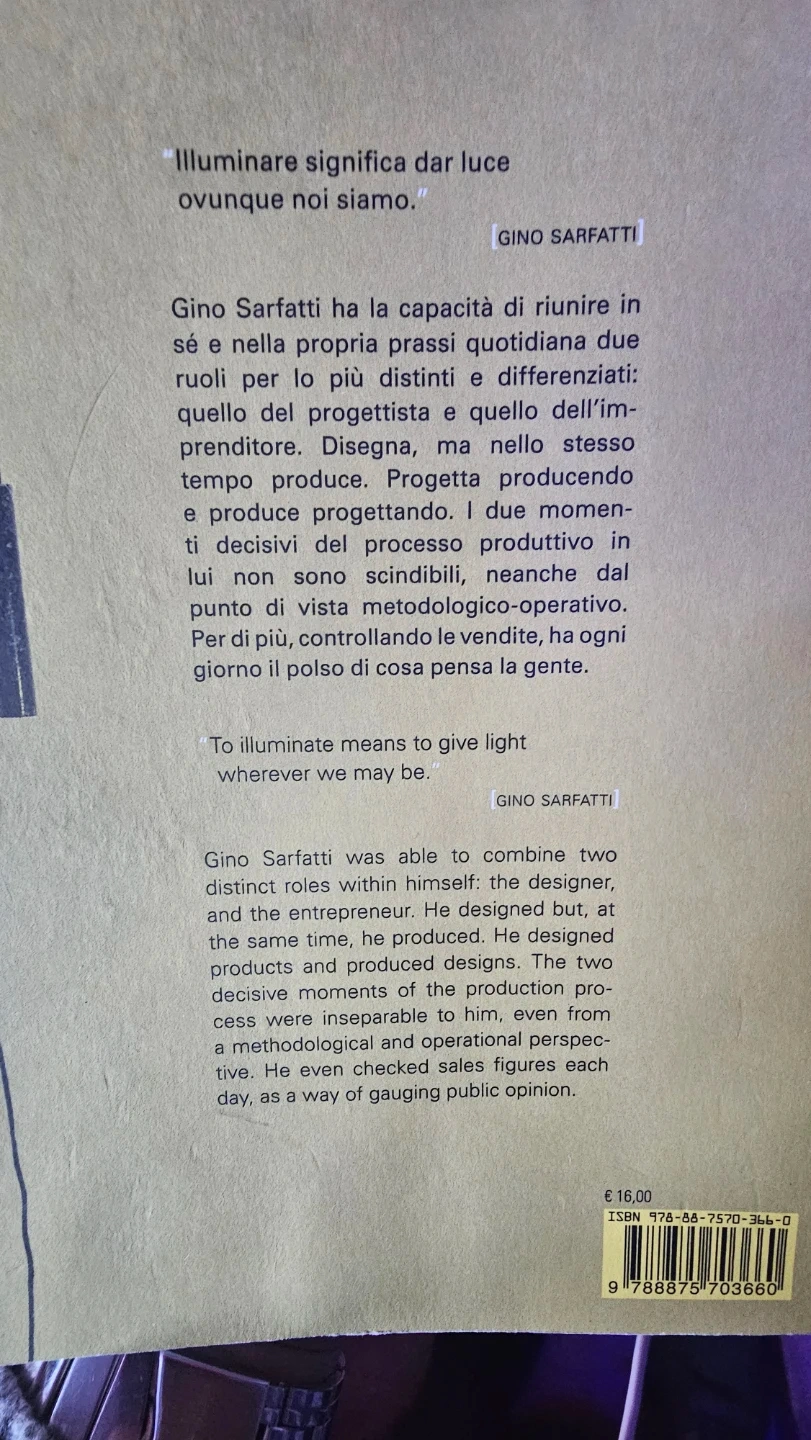 "Illuminare significa dar luce
ovunque noi siamo."
[GINO SARFATTI]
Gino Sarfatti ha la capacità di riunire in
sé e nella propria prassi quotidiana due
ruoli per lo più distinti e differenziati:
quello del progettista e quello dell'im-
prenditore. Disegna, ma nello stesso
tempo produce. Progetta producendo
e produce progettando. I due momen-
ti decisivi del processo produttivo in
lui non sono scindibili, neanche dal
punto di vista metodologico-operativo.
Per di più, controllando le vendite, ha ogni
giorno il polso di cosa pensa la gente.
"To illuminate means to give light
wherever we may be."
[GINO SARFATTI]
Gino Sarfatti was able to combine two
distinct roles within himself: the designer,
and the entrepreneur. He designed but, at
the same time, he produced. He designed
products and produced designs. The two
decisive moments of the production pro-
cess were inseparable to him, even from
a methodological and operational perspec-
tive. He even checked sales figures each
day, as a way of gauging public opinion.
€ 16,00
ISBN 978-88-7570-366-0
9 788875 703660